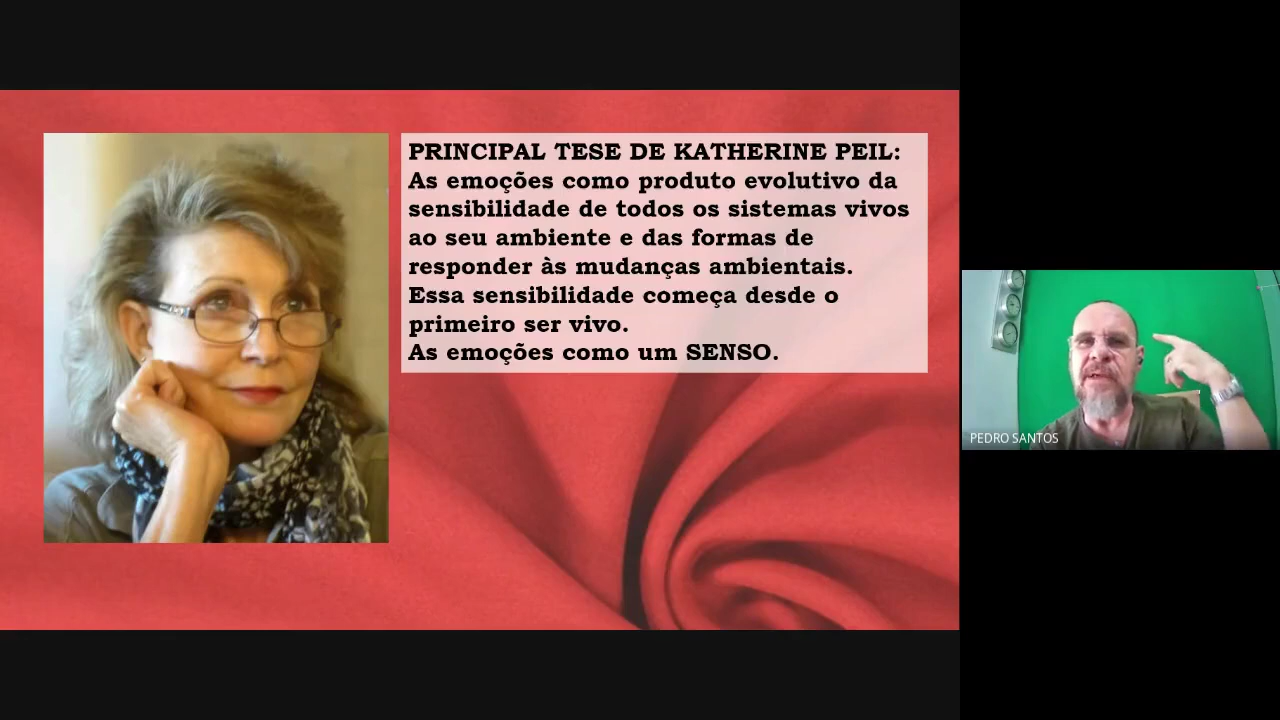 PRINCIPAL TESE DE KATHERINE PEIL:
As emoções como produto evolutivo da
sensibilidade de todos os sistemas vivos
ao seu ambiente e das formas de
responder às mudanças ambientais.
Essa sensibilidade começa desde o
primeiro ser vivo.
As emoções como um SENSO.
PEDRO SANTOS